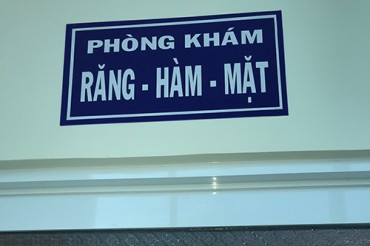 PHÒNG KHÁM
RĂNG - HÀM - MẶT